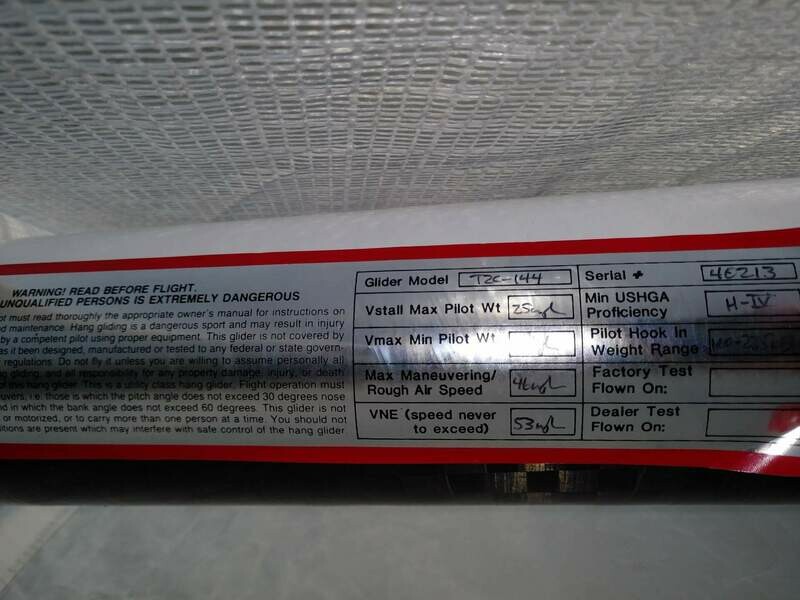 WARNING! READ BEFORE FLIGHT.
UNQUALIFIED PERSONS IS EXTREMELY DANGEROUS
must read thoroughly the appropriate owner's manual for instructions on
maintenance. Hang gliding is a dangerous sport and may result in injury
by a competent pilot using proper equipment. This glider is not covered by
as it been designed, manufactured or tested to any federal or state govern-
regulations. Do not fly it unless you are willing to assume personally all
gliding, and all responsibility for any property damage, injury, or death
of this hang glider. This is a utility class hang glider. Flight operation must
i.e. those is which the pitch angle does not exceed 30 degrees nose
in which the bank angle does not exceed 60 degrees. This glider is not
or motorized, or to carry more than one person at a time. You should not
are present which may interfere with safe control of the hang glider.
Glider Model T2C-144
Vstall Max Pilot Wt 25mph
Vmax Min Pilot Wt
Max Maneuvering/
Rough Air Speed 46mph
VNE (speed never
to exceed) 53mph
Serial # 4E213
Min USHGA
Proficiency H-IV
Pilot Hook In
Weight Range
Factory Test
Flown On:
Dealer Test
Flown On: